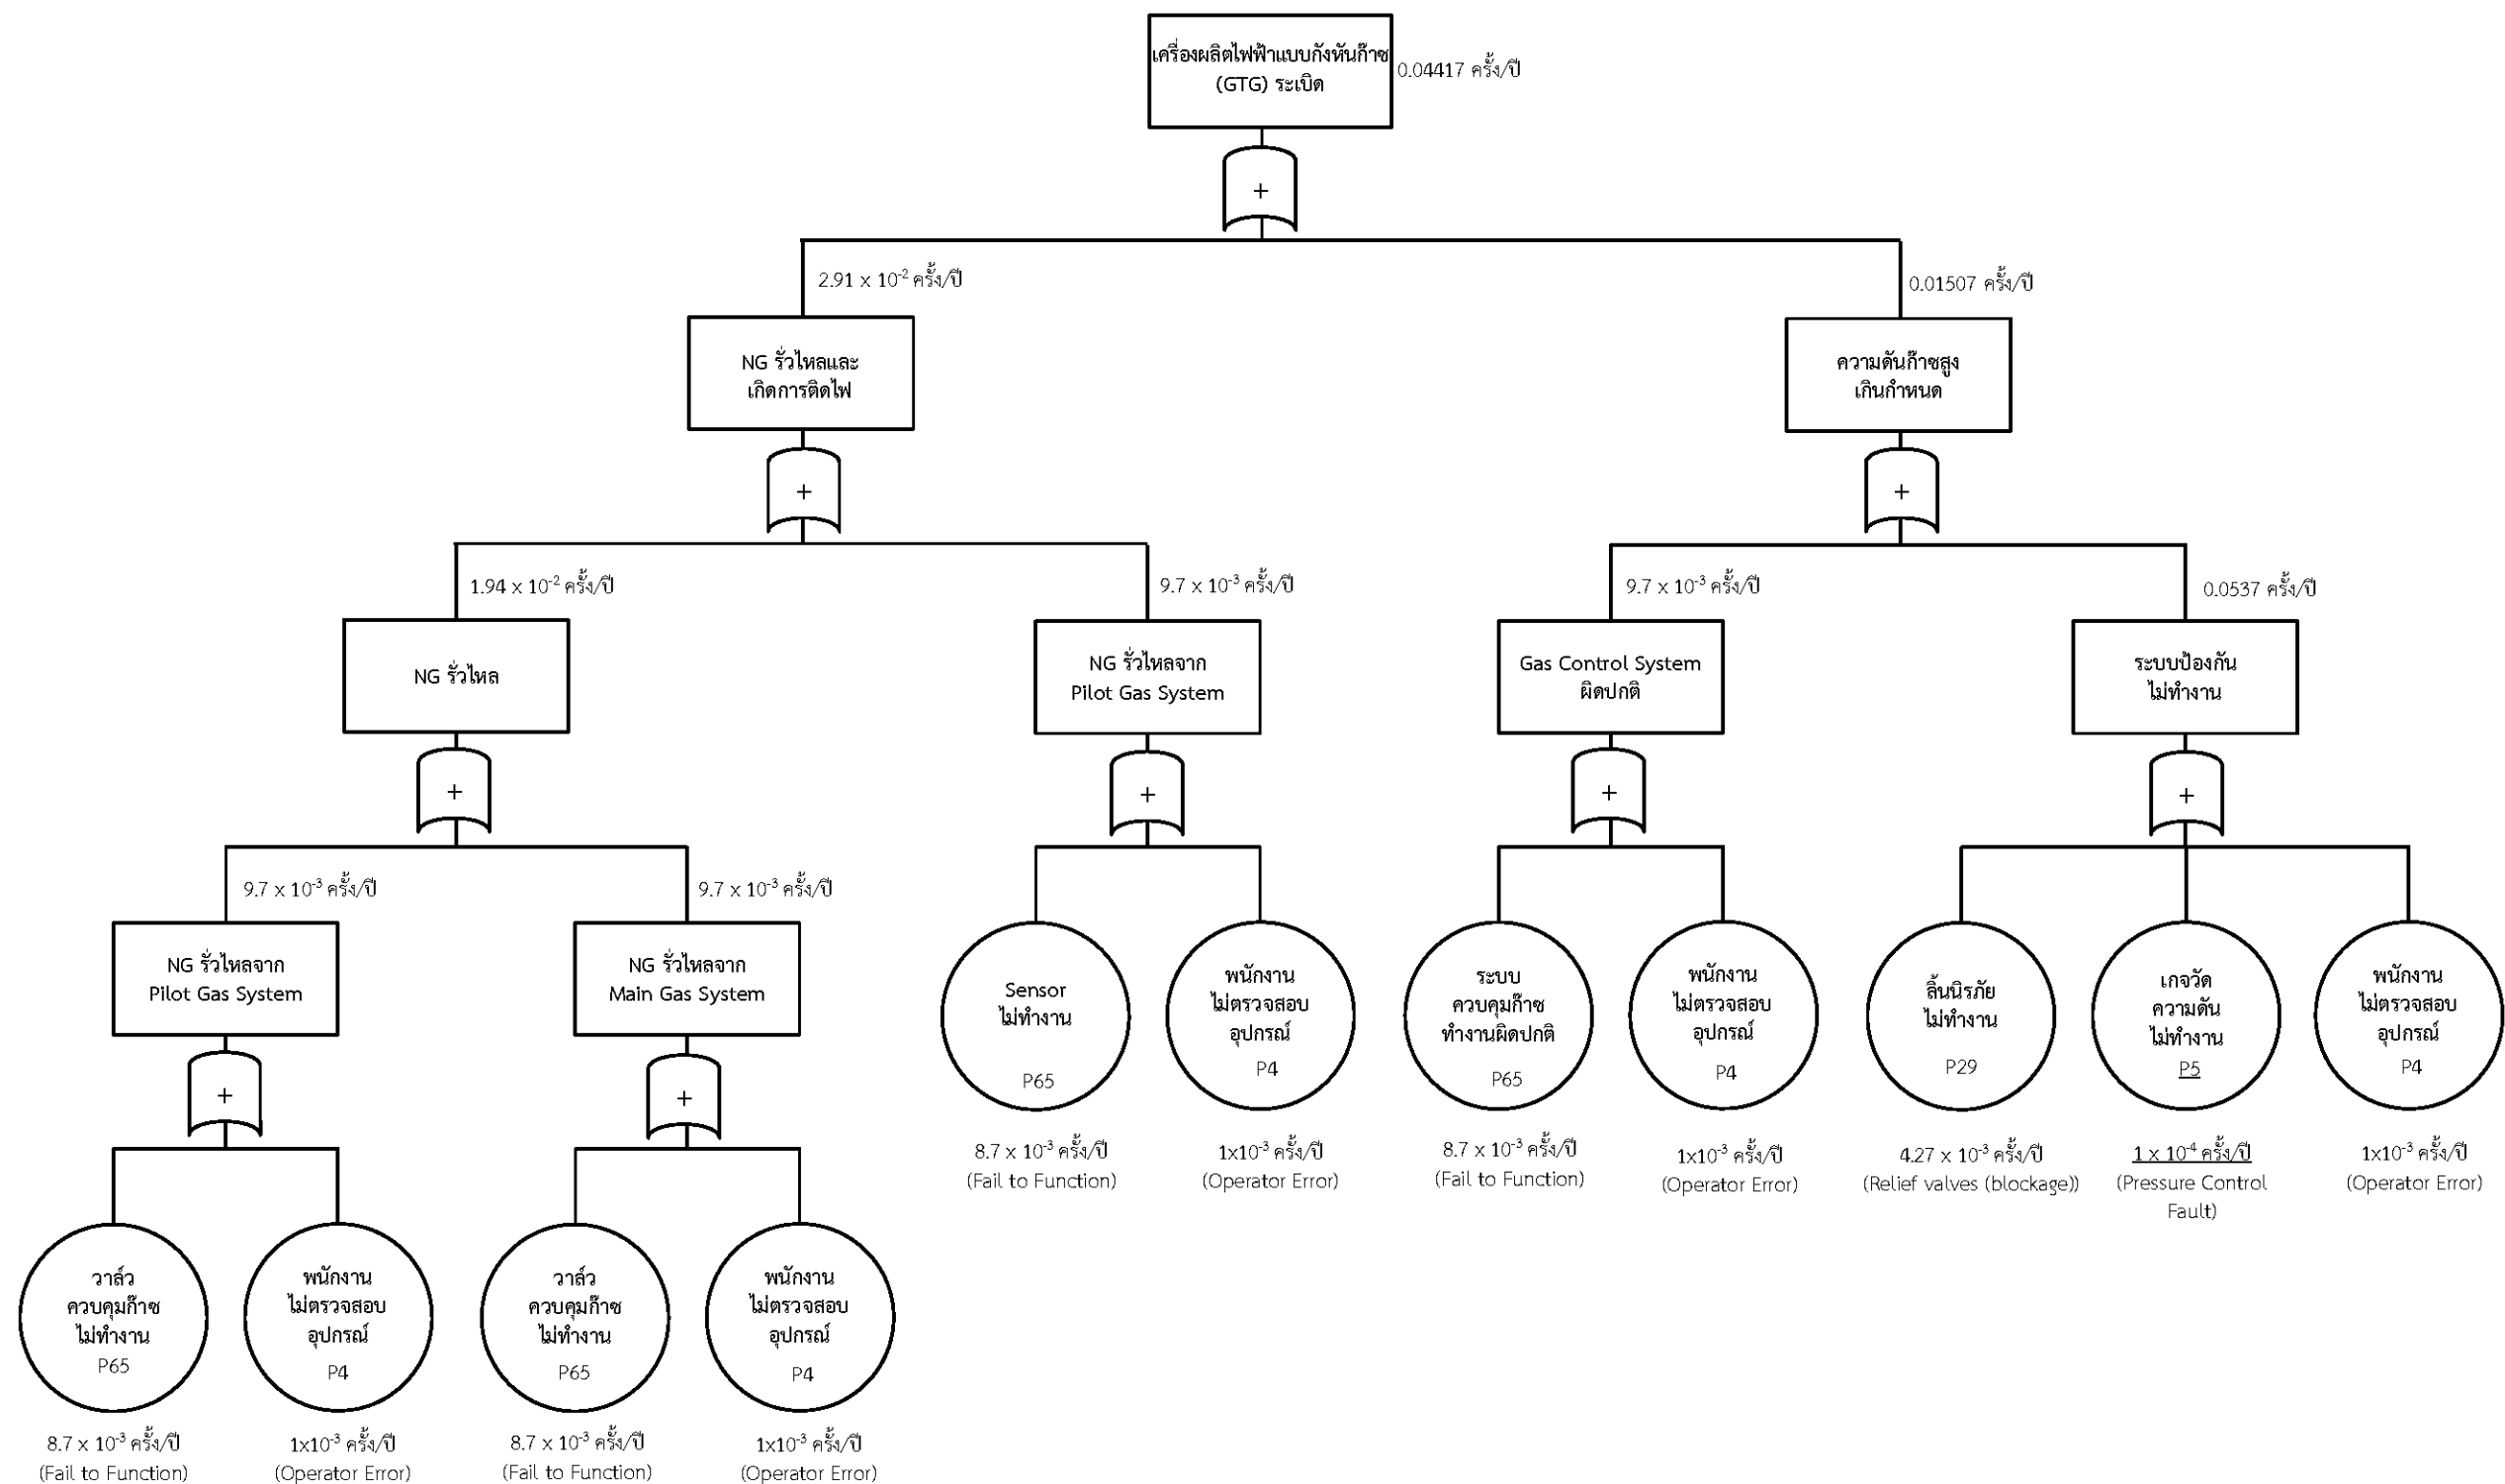 เครื่องผลิตไฟฟ้าแบบกังหันก๊าซ
(GTG) ระเบิด
0.04417 ครั้ง/ปี
+
2.91 x 10⁻² ครั้ง/ปี
0.01507 ครั้ง/ปี
NG รั่วไหลและ
เกิดการติดไฟ
ความดันก๊าซสูง
เกินกำหนด
+
+
1.94 x 10⁻² ครั้ง/ปี
9.7 x 10⁻³ ครั้ง/ปี
9.7 x 10⁻³ ครั้ง/ปี
0.0537 ครั้ง/ปี
NG รั่วไหล
NG รั่วไหลจาก
Pilot Gas System
Gas Control System
ผิดปกติ
ระบบป้องกัน
ไม่ทำงาน
+
+
+
+
9.7 x 10⁻³ ครั้ง/ปี
9.7 x 10⁻³ ครั้ง/ปี
NG รั่วไหลจาก
Pilot Gas System
NG รั่วไหลจาก
Main Gas System
Sensor
ไม่ทำงาน
P65
พนักงาน
ไม่ตรวจสอบ
อุปกรณ์
P4
ระบบ
ควบคุมก๊าซ
ทำงานผิดปกติ
P65
พนักงาน
ไม่ตรวจสอบ
อุปกรณ์
P4
ลิ้นนิรภัย
ไม่ทำงาน
P29
เกจวัด
ความดัน
ไม่ทำงาน
P5
พนักงาน
ไม่ตรวจสอบ
อุปกรณ์
P4
+
+
8.7 x 10⁻³ ครั้ง/ปี
(Fail to Function)
1x10⁻³ ครั้ง/ปี
(Operator Error)
8.7 x 10⁻³ ครั้ง/ปี
(Fail to Function)
1x10⁻³ ครั้ง/ปี
(Operator Error)
4.27 x 10⁻³ ครั้ง/ปี
(Relief valves (blockage))
1 x 10⁻⁴ ครั้ง/ปี
(Pressure Control
Fault)
1x10⁻³ ครั้ง/ปี
(Operator Error)
วาล์ว
ควบคุมก๊าซ
ไม่ทำงาน
P65
พนักงาน
ไม่ตรวจสอบ
อุปกรณ์
P4
วาล์ว
ควบคุมก๊าซ
ไม่ทำงาน
P65
พนักงาน
ไม่ตรวจสอบ
อุปกรณ์
P4
8.7 x 10⁻³ ครั้ง/ปี
(Fail to Function)
1x10⁻³ ครั้ง/ปี
(Operator Error)
8.7 x 10⁻³ ครั้ง/ปี
(Fail to Function)
1x10⁻³ ครั้ง/ปี
(Operator Error)